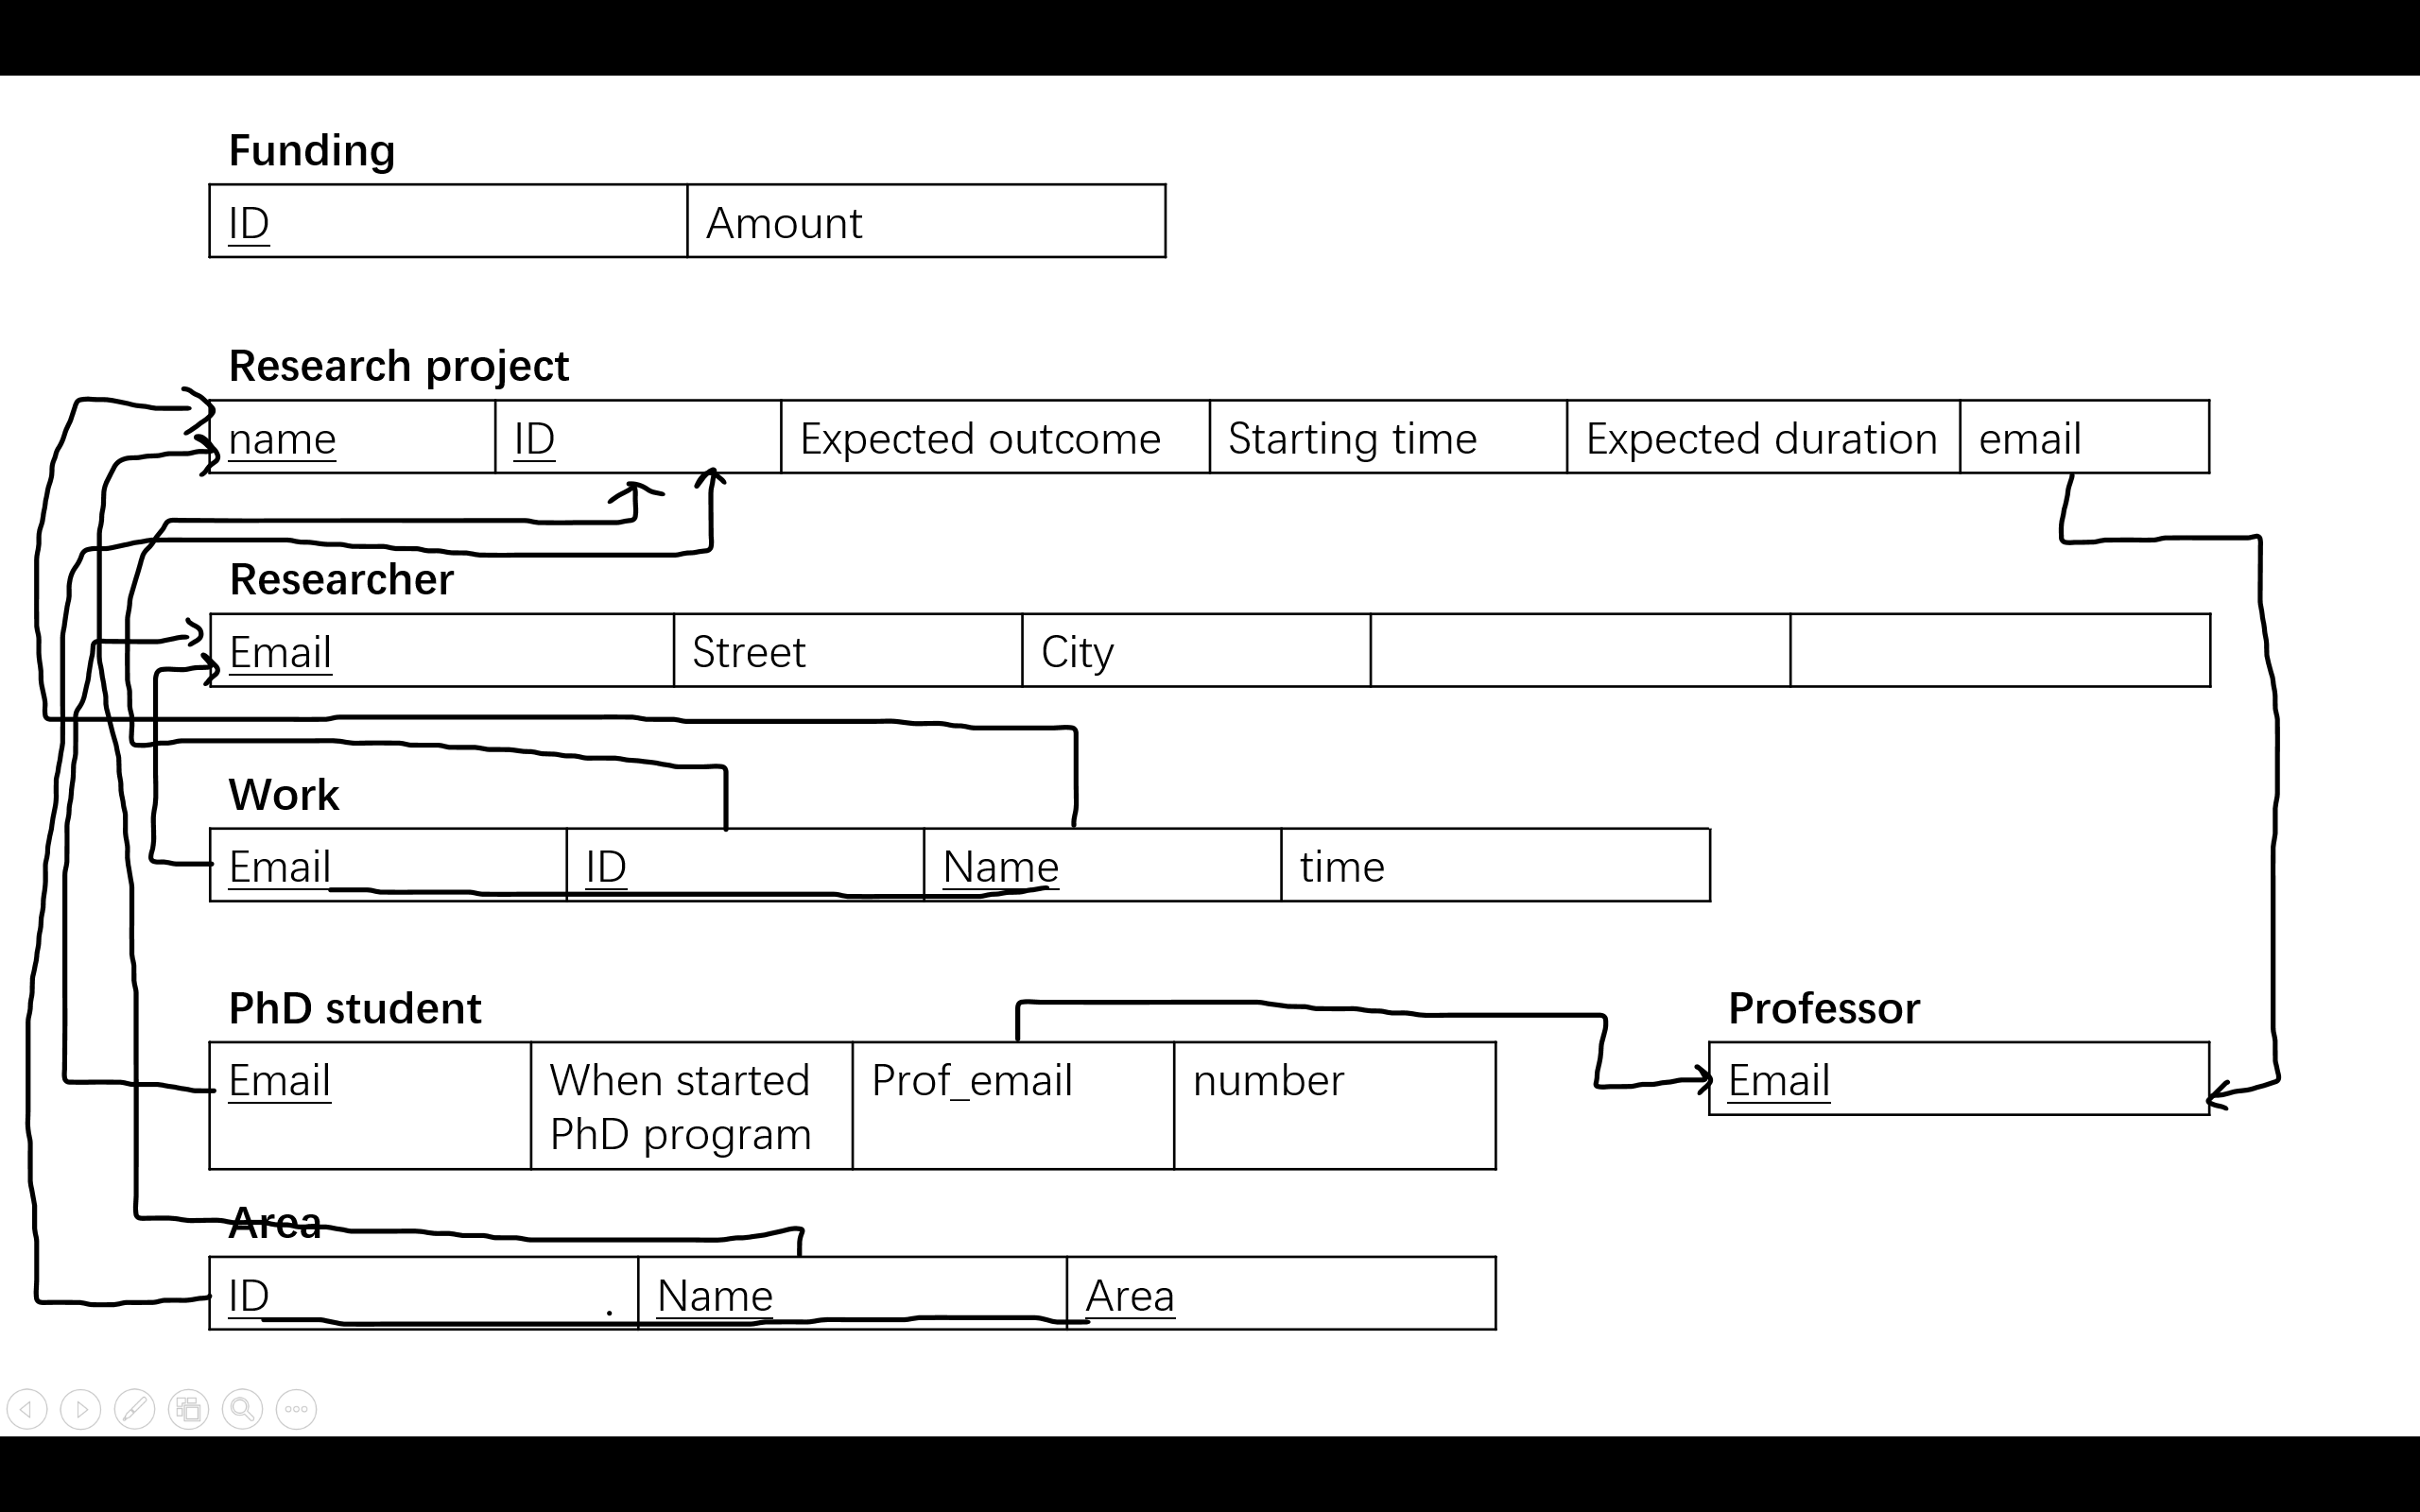 Funding
ID Amount
Research project
name ID Expected outcome Starting time Expected duration email
Researcher
Email Street City
Work
Email ID Name time
PhD student Professor
Email When started Prof_email number Email
PhD program
Area
ID . Name Area